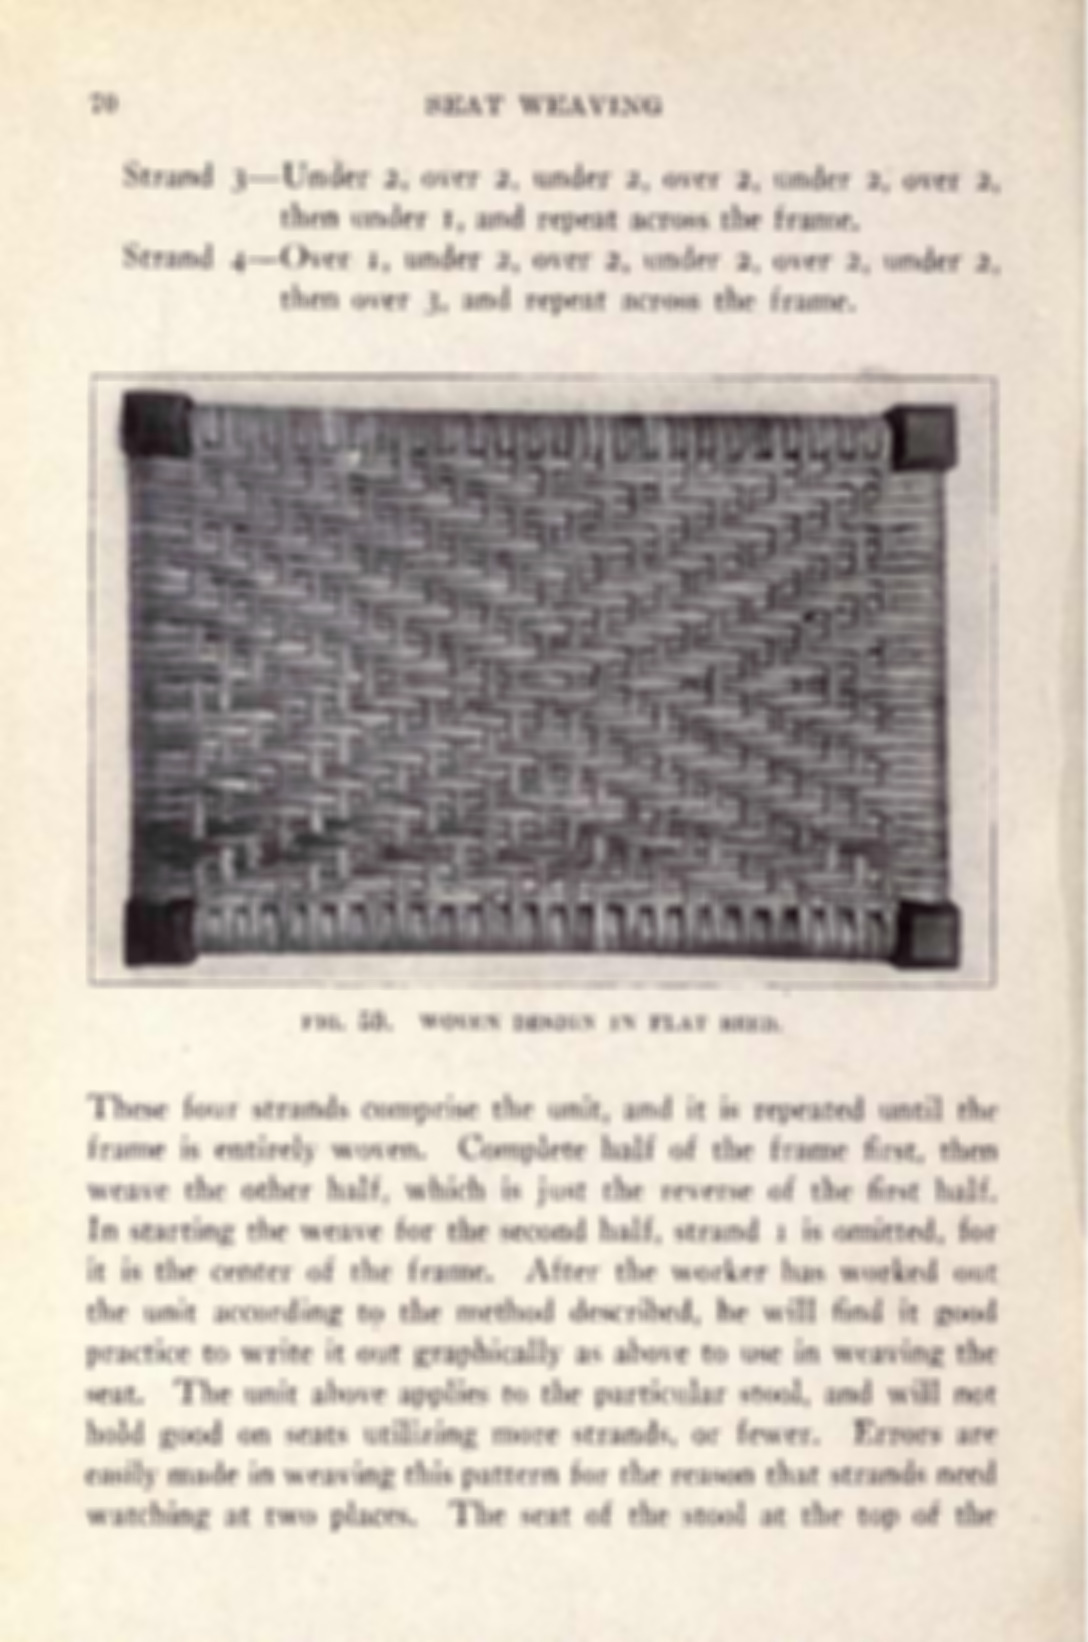 70 SEAT WEAVING
Strand 3—Under 2, over 2, under 2, over 2, under 2, over 2,
then under 1, and repeat across the frame.
Strand 4—Over 1, under 2, over 2, under 2, over 2, under 2,
then over 3, and repeat across the frame.
FIG. 50. WOVEN DESIGN IN FLAT REED.
These four strands comprise the unit, and it is repeated until the
frame is entirely woven. Complete half of the frame first, then
weave the other half, which is just the reverse of the first half.
In starting the weave for the second half, strand 1 is omitted, for
it is the center of the frame. After the worker has worked out
the unit according to the method described, he will find it good
practice to write it out graphically as above to use in weaving the
seat. The unit above applies to the particular stool, and will not
hold good on seats utilizing more strands, or fewer. Errors are
easily made in weaving this pattern for the reason that strands need
watching at two places. The seat of the stool at the top of the